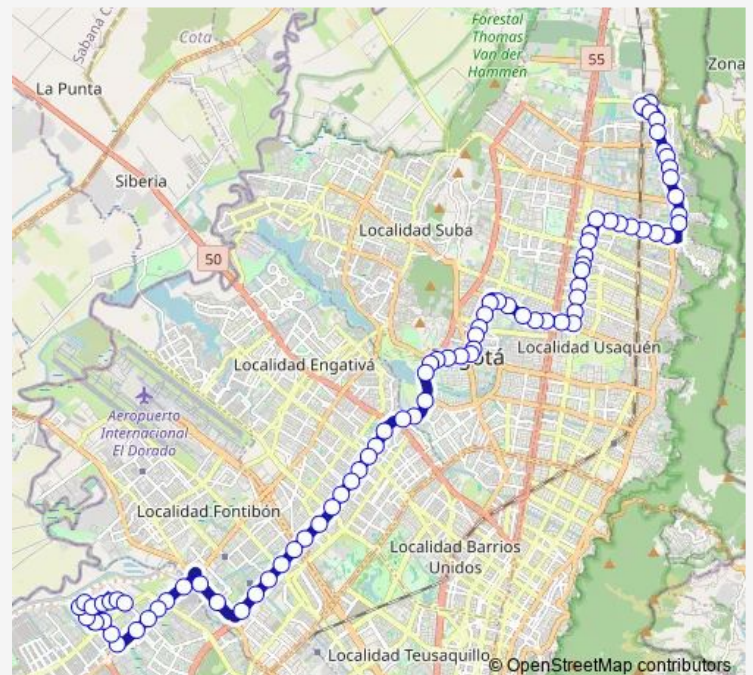 Forestal
Thomas
Van der
Hammen
Cota
Sabana C
55
Zona
La Punta
Siberia
Localidad Suba
50
Localidad Usaquén
gotá
Localidad Engativá
Aeropuerto
Internacional
El Dorado
Localidad Fontibón
Localidad Barrios
Unidos
Localidad Teusaquillo
© OpenStreetMap contributors